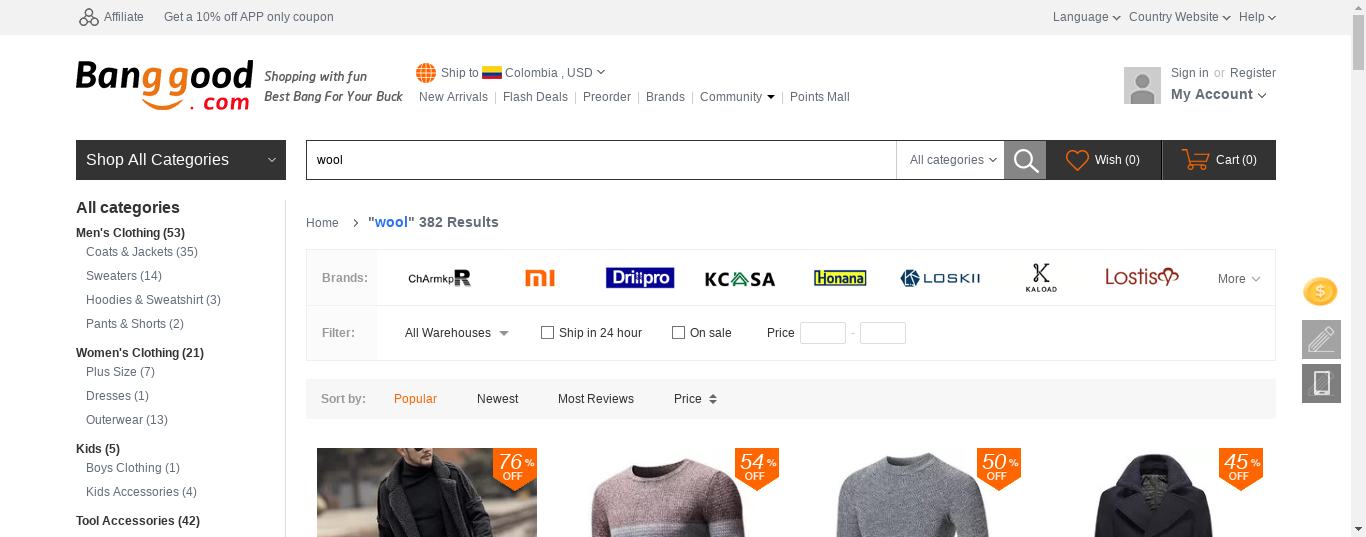 Affiliate Get a 10% off APP only coupon Language Country Website Help
Banggood
.com
Shopping with fun
Best Bang For Your Buck
Ship to Colombia , USD
New Arrivals | Flash Deals | Preorder | Brands | Community | Points Mall
Sign in or Register
My Account
Shop All Categories
wool All categories Wish (0) Cart (0)
All categories
Men's Clothing (53)
Coats & Jackets (35)
Sweaters (14)
Hoodies & Sweatshirt (3)
Pants & Shorts (2)
Women's Clothing (21)
Plus Size (7)
Dresses (1)
Outerwear (13)
Kids (5)
Boys Clothing (1)
Kids Accessories (4)
Tool Accessories (42)
Home "wool" 382 Results
Brands: ChArmkpR MI Drillpro KCASA Honana LOSKII KALOAD Lostisy More
Filter: All Warehouses Ship in 24 hour On sale Price -
Sort by: Popular Newest Most Reviews Price
76% OFF
54% OFF
50% OFF
45% OFF